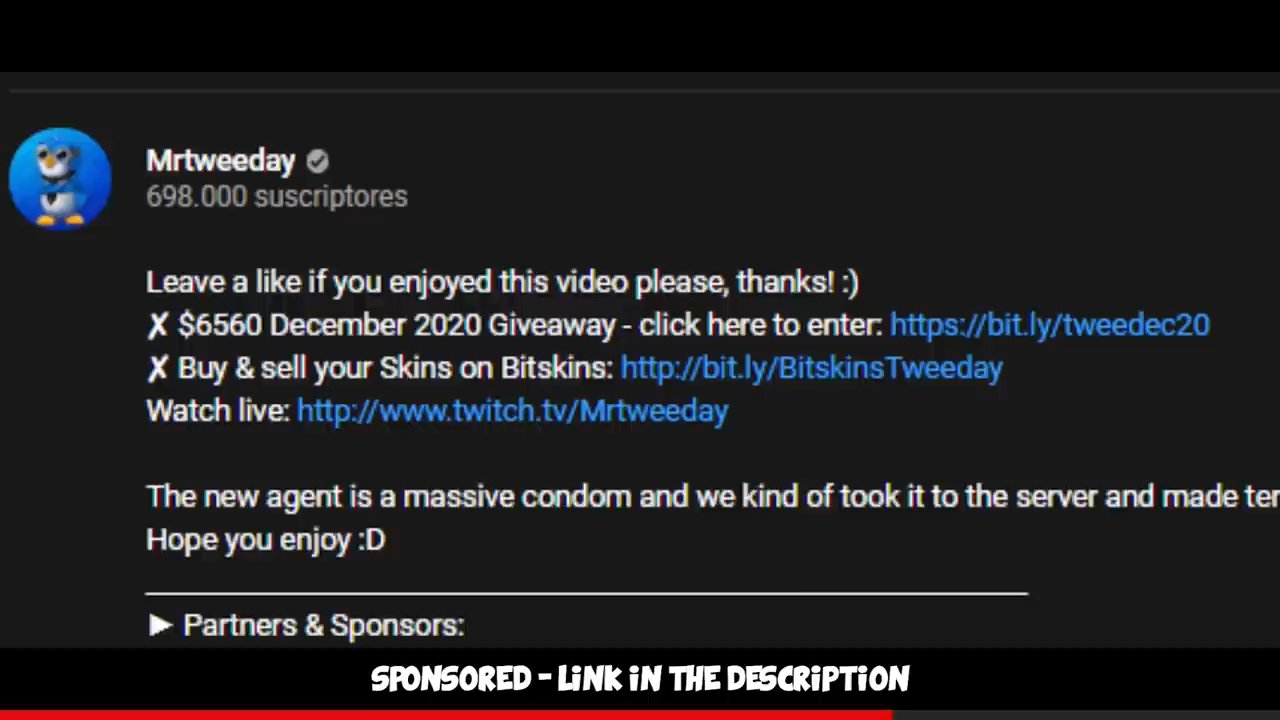 Mrtweeday
698.000 suscriptores
Leave a like if you enjoyed this video please, thanks! :)
✘ $6560 December 2020 Giveaway - click here to enter: https://bit.ly/tweedec20
✘ Buy & sell your Skins on Bitskins: http://bit.ly/BitskinsTweeday
Watch live: http://www.twitch.tv/Mrtweeday
The new agent is a massive condom and we kind of took it to the server and made
Hope you enjoy :D
► Partners & Sponsors:
SPONSORED - LINK IN THE DESCRIPTION